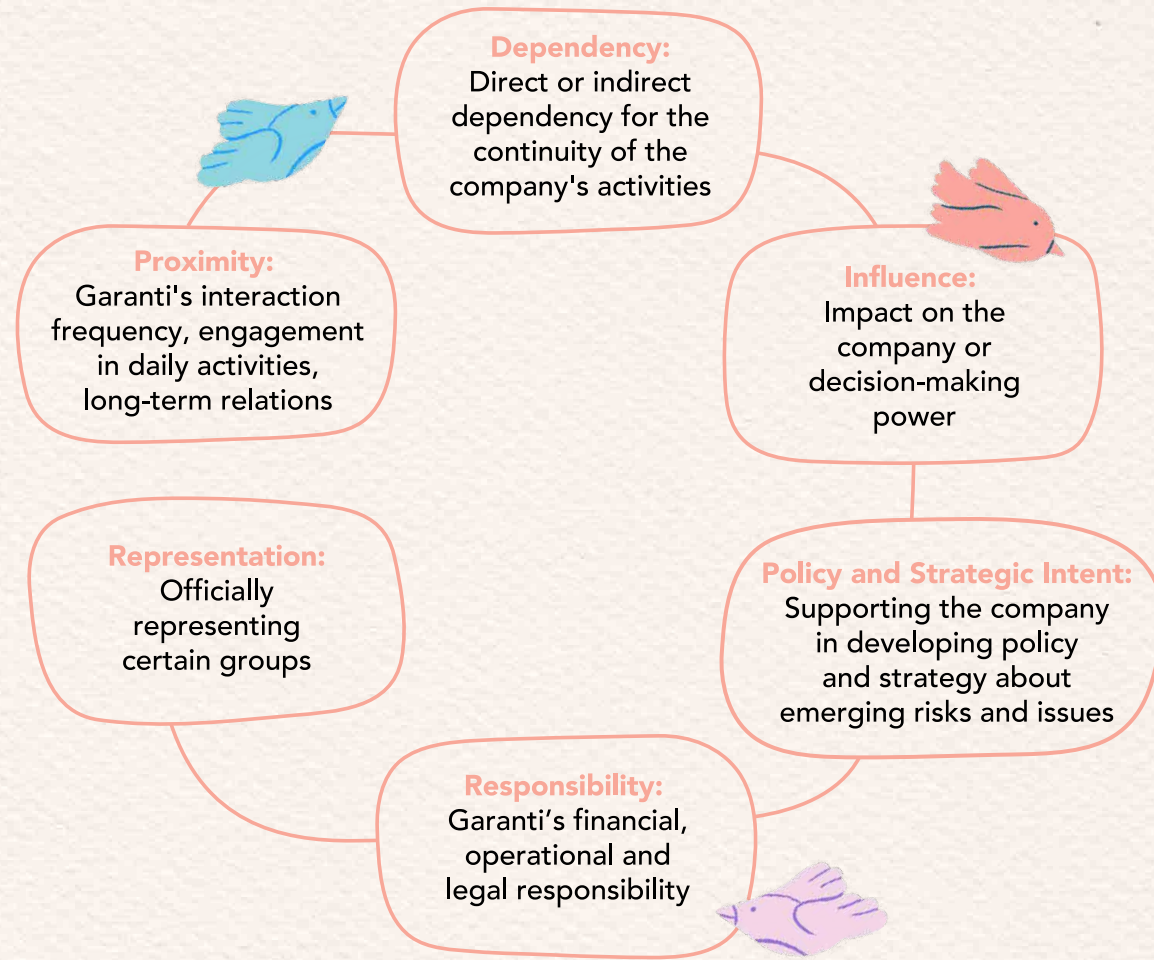 Dependency:
Direct or indirect
dependency for the
continuity of the
company's activities
Proximity:
Garanti's interaction
frequency, engagement
in daily activities,
long-term relations
Influence:
Impact on the
company or
decision-making
power
Representation:
Officially
representing
certain groups
Policy and Strategic Intent:
Supporting the company
in developing policy
and strategy about
emerging risks and issues
Responsibility:
Garanti’s financial,
operational and
legal responsibility